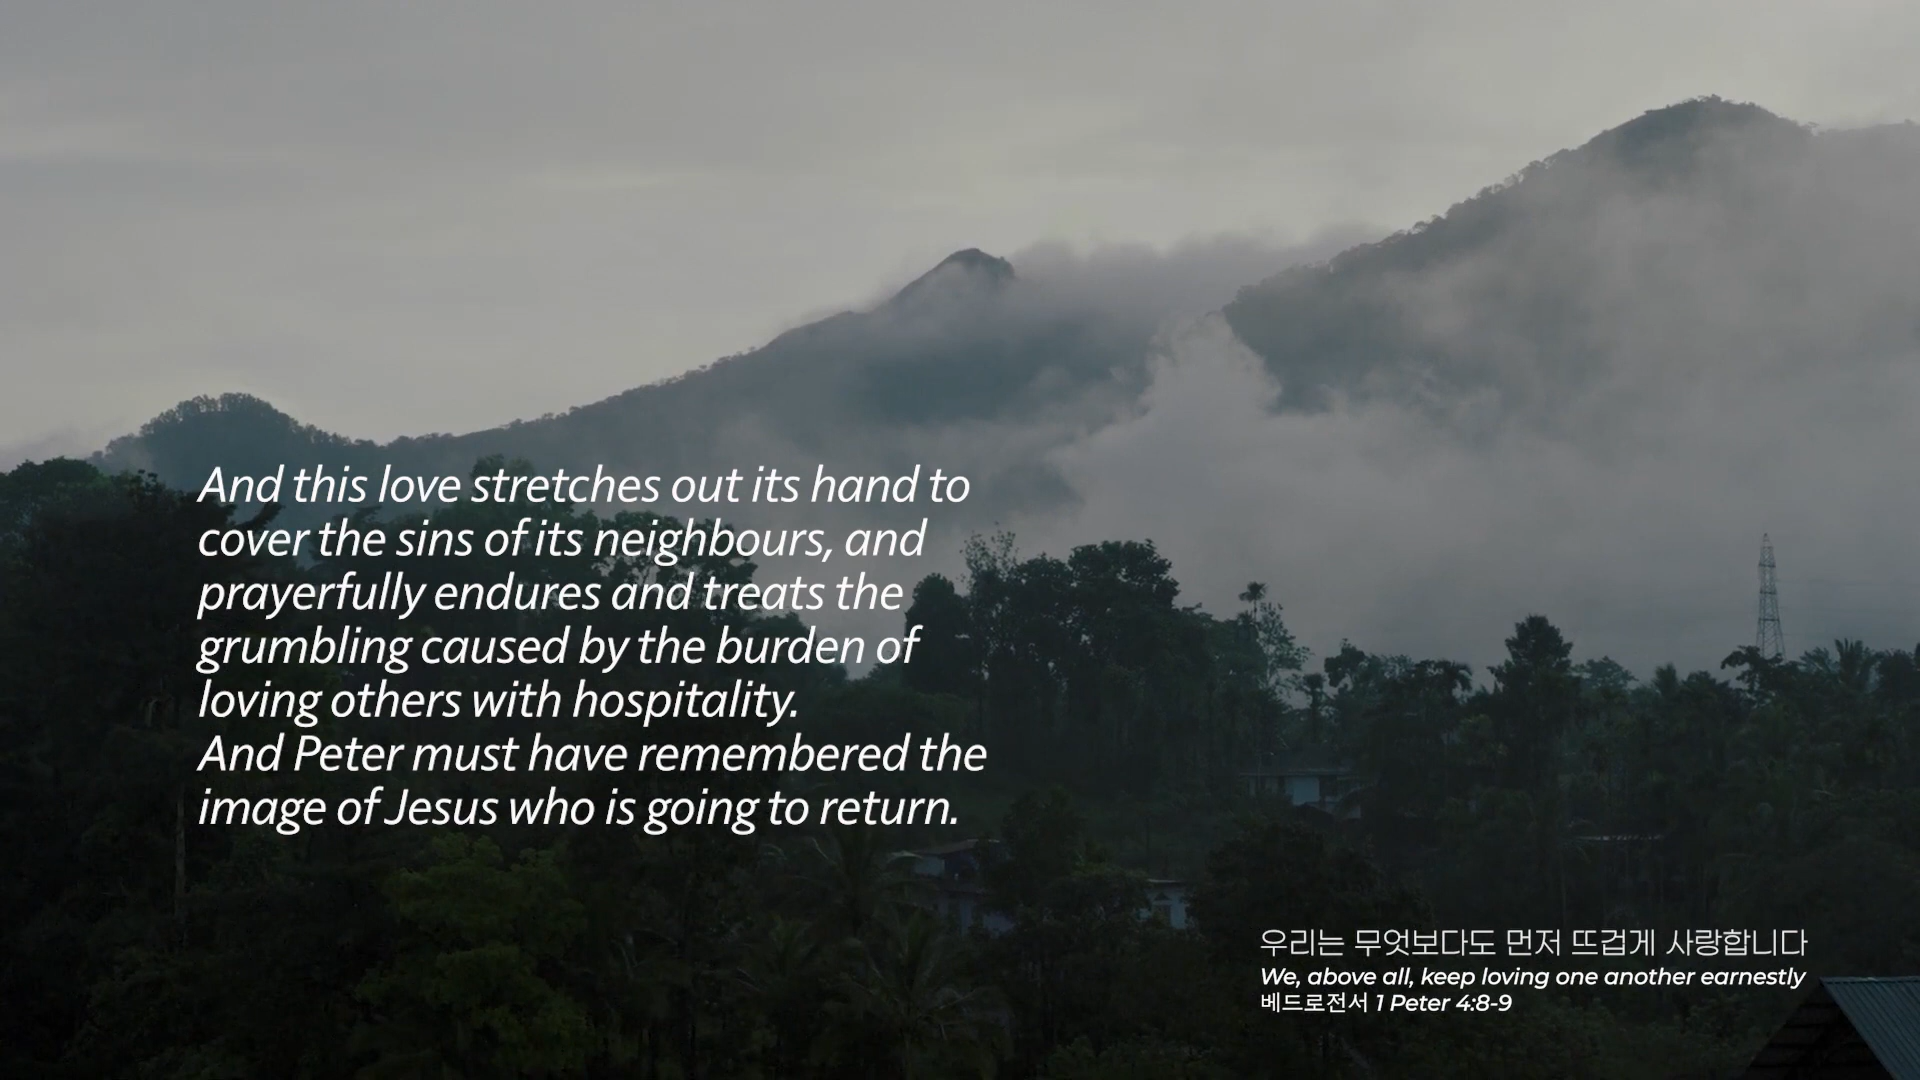 And this love stretches out its hand to
cover the sins of its neighbours, and
prayerfully endures and treats the
grumbling caused by the burden of
loving others with hospitality.
And Peter must have remembered the
image of Jesus who is going to return.
우리는 무엇보다도 먼저 뜨겁게 사랑합니다
We, above all, keep loving one another earnestly
베드로전서 1 Peter 4:8-9